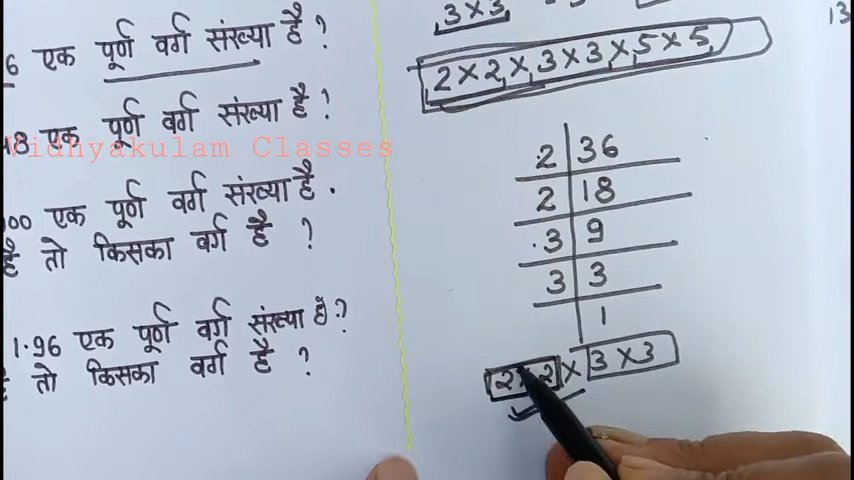 6 एक पूर्ण वर्ग संख्या है ?
48 एक पूर्ण वर्ग संख्या है ?
Vidhyakulam Classes
00 एक पूर्ण वर्ग संख्या है .
है तो किसका वर्ग है ?
1.96 एक पूर्ण वर्ग संख्या है ?
है तो किसका वर्ग है ?
3×3
2×2×3×3×5×5
2 36
2 18
3 9
3 3
1
2×2×3×3
13